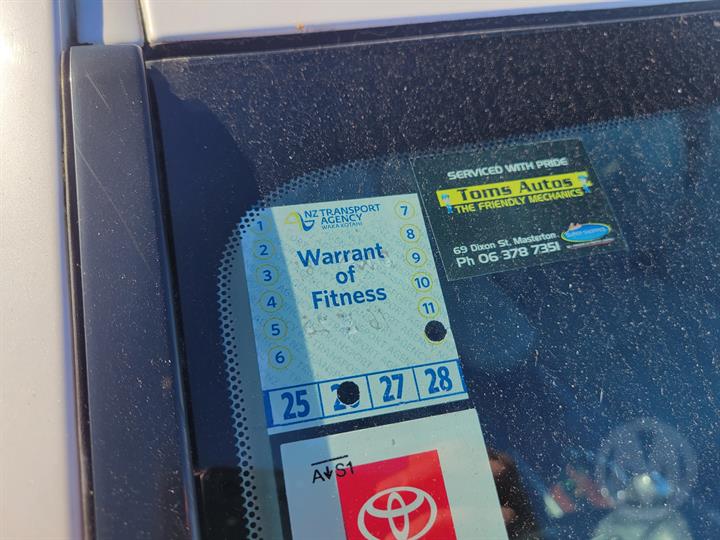 SERVICED WITH PRIDE
Toms Autos
THE FRIENDLY MECHANICS
69 Dixon St. Masterton
Ph 06 378 7351
NZ TRANSPORT
AGENCY
WAKA KOTAHI
Warrant
of
Fitness
1
2
3
4
5
6
7
8
9
10
11
25 27 28
A↓S1